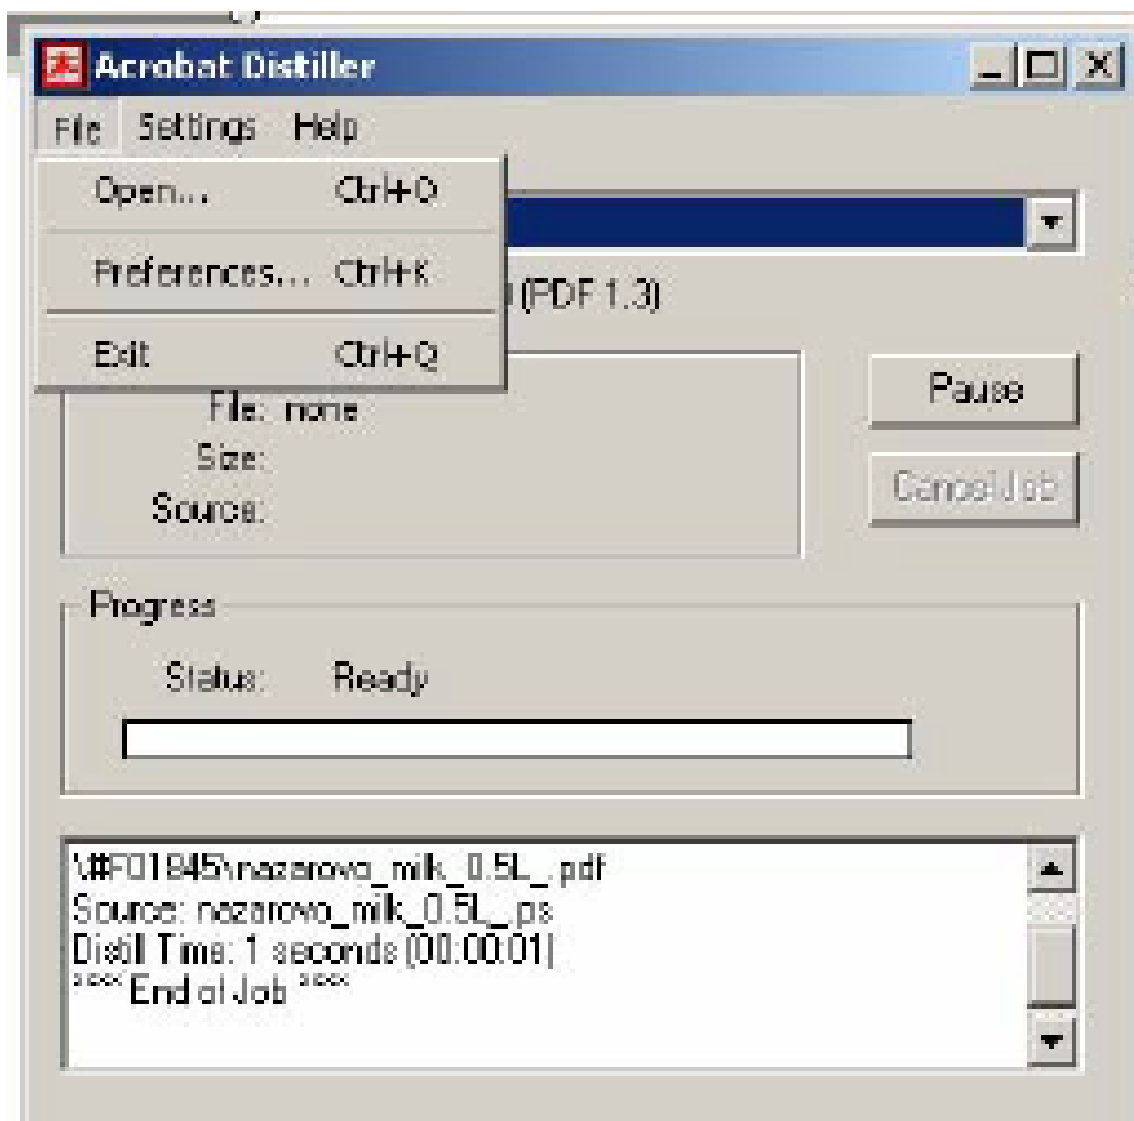 Acrobat Distiller
File Settings Help
Open... Ctrl+O
Preferences... Ctrl+K
(PDF 1.3)
Exit Ctrl+Q
Pause
File: none
Size:
Cancel Job
Source:
Progress
Status: Ready
\#F01845\nazarovo_milk_0.5L_.pdf
Source: nazarovo_milk_0.5L_.ps
Distill Time: 1 seconds (00:00:01)
**** End of Job ****